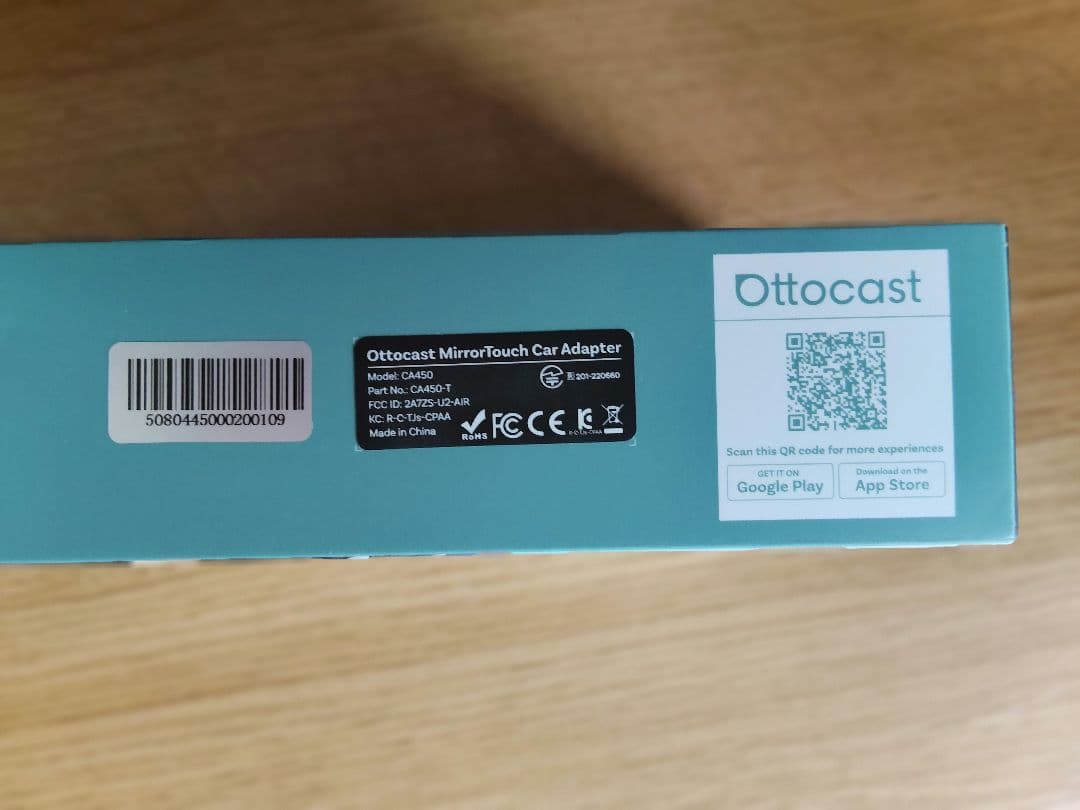 5080445000200109
Ottocast MirrorTouch Car Adapter
Model: CA450
Part No.: CA450-T
FCC ID: 2A7ZS-U2-AIR
KC: R-C-TJs-CPAA
Made in China
R 201-220660
RoHS FC CE
R-C-TJs-CPAA
Ottocast
Scan this QR code for more experiences
GET IT ON
Google Play
Download on the
App Store